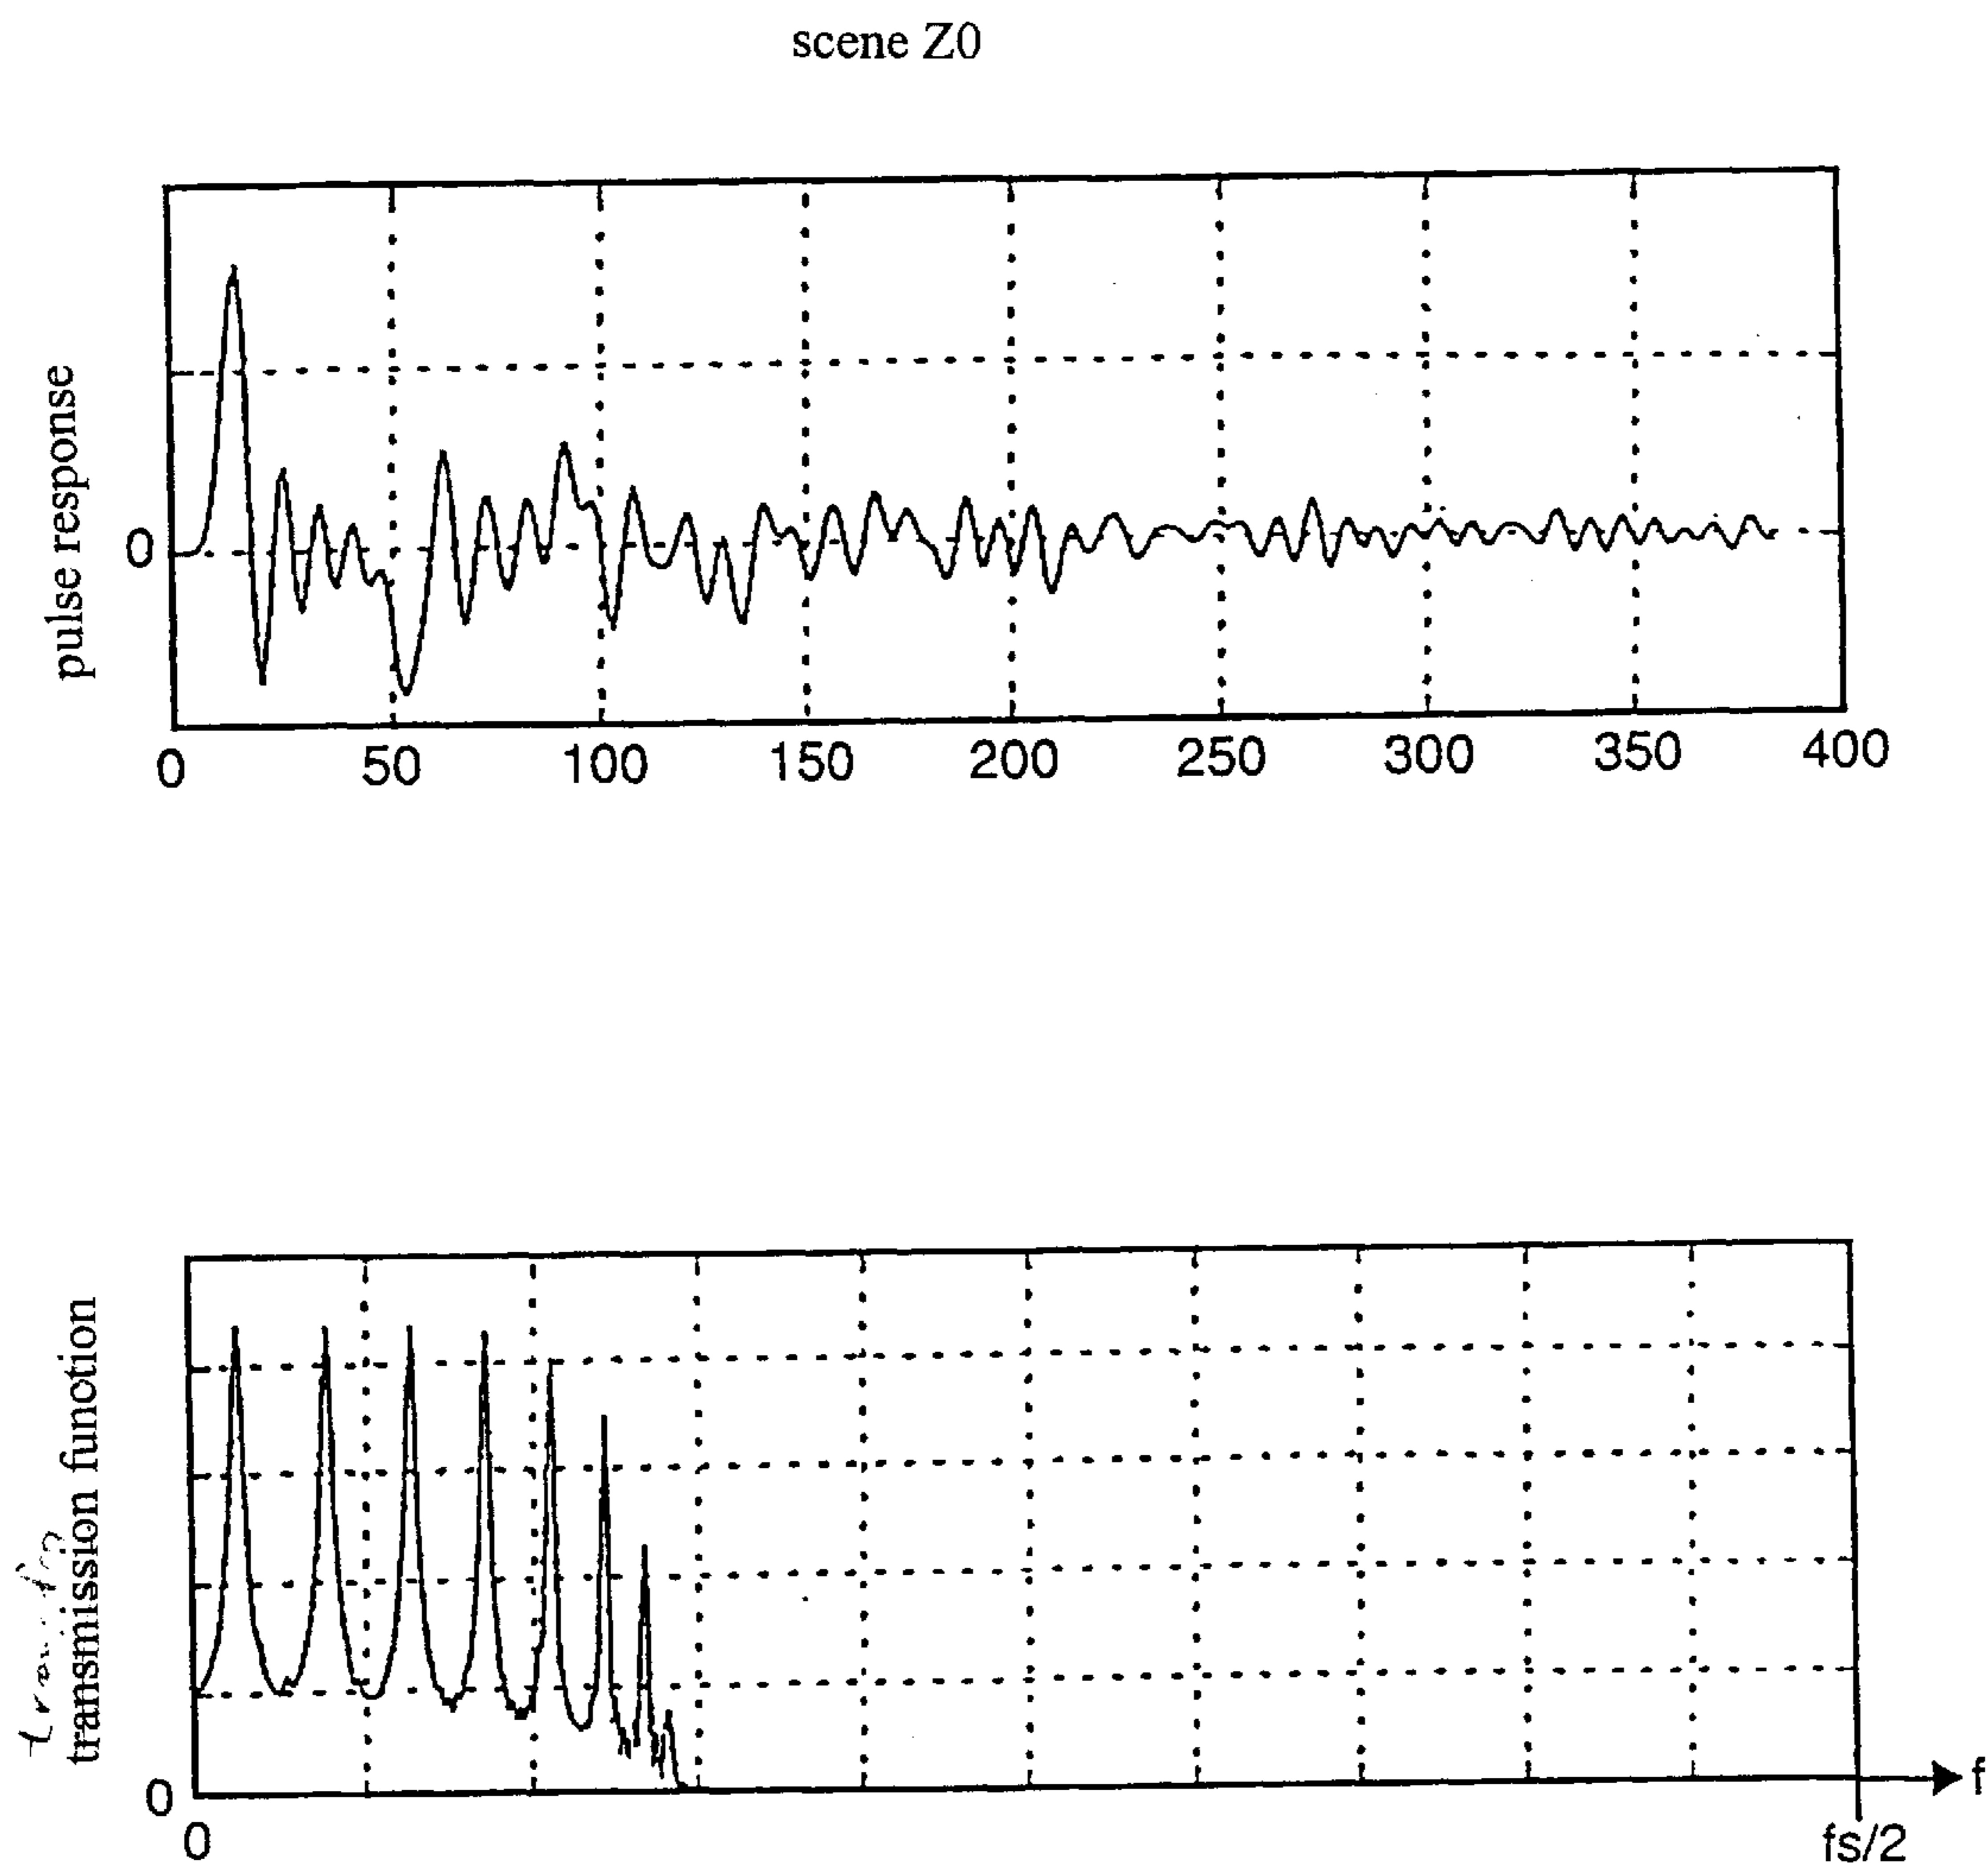 scene Z0
pulse response
0
0 50 100 150 200 250 300 350 400
transmission function
0
0
f
fs/2